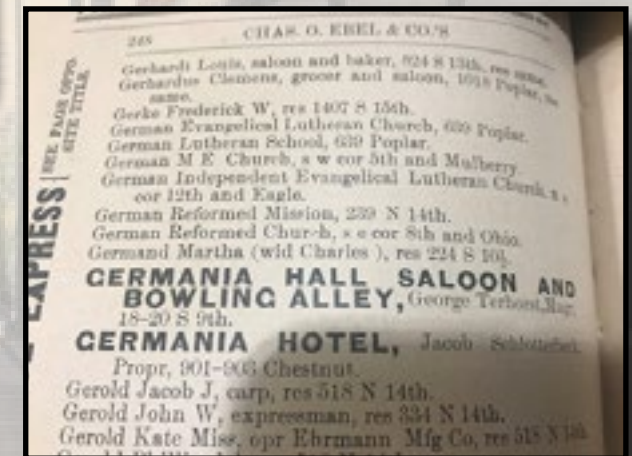 248 CHAS. O. EBEL & CO.'S
Gerhardt Louis, saloon and baker, 824 S 13th, res same.
Gerhardus Clemens, grocer and saloon, 1018 Poplar, res
same.
Gerke Frederick W, res 1407 S 15th.
German Evangelical Lutheran Church, 639 Poplar.
German Lutheran School, 639 Poplar.
German M E Church, s w cor 5th and Mulberry.
German Independent Evangelical Lutheran Church,
cor 12th and Eagle.
German Reformed Mission, 239 N 14th.
German Reformed Church, s e cor 8th and Ohio.
Germand Martha (wid Charles ), res 224 S
GERMANIA HALL SALOON AND
BOWLING ALLEY, George Terhorst, Mngr,
18-20 S 9th.
GERMANIA HOTEL, Jacob
Propr, 901-903 Chestnut.
Gerold Jacob J, carp, res 518 N 14th.
Gerold John W, expressman, res 334 N 14th.
Gerold Kate Miss, opr Ehrmann Mfg Co, res 518 N 14th
EXPRESS
SEE PAGE OPPO-
SITE TITLE.